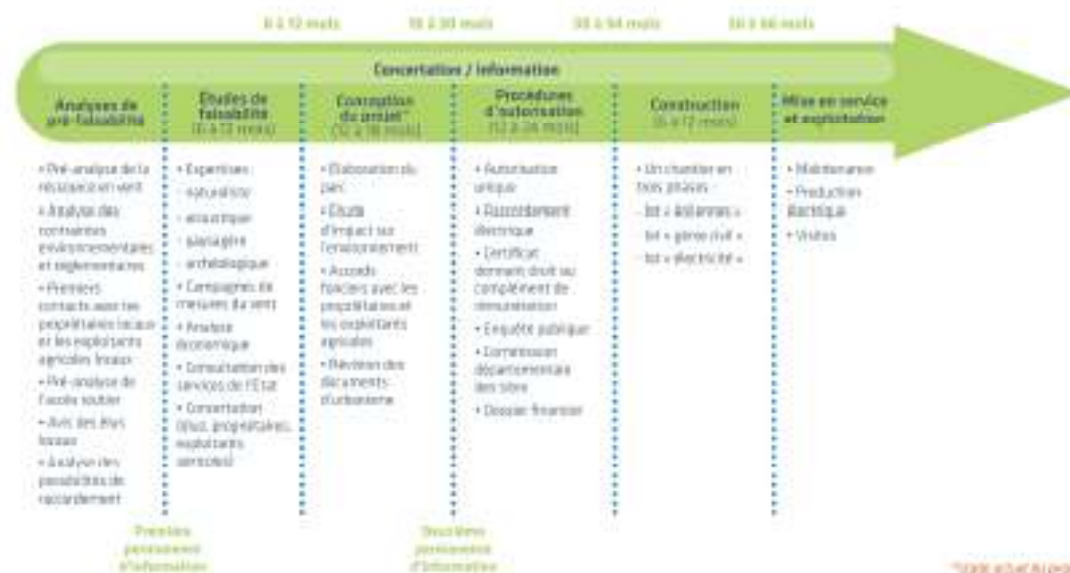 6 à 12 mois
18 à 30 mois
30 à 54 mois
36 à 66 mois
Concertation / information
Analyses de
pré-faisabilité
Études de
faisabilité
(6 à 12 mois)
Conception
du projet*
(12 à 18 mois)
Procédures
d'autorisation
(12 à 24 mois)
Construction
(6 à 12 mois)
Mise en service
et exploitation
• Pré-analyse de la
ressource en vent
• Analyse des
contraintes
environnementales
et réglementaires
• Premiers
contacts avec les
propriétaires locaux
et les exploitants
agricoles locaux
• Pré-analyse de
l'accès routier
• Avis des élus
locaux
• Analyse des
possibilités de
raccordement
• Expertises :
- naturaliste
- acoustique
- paysagère
- archéologique
• Campagnes de
mesures du vent
• Analyse
économique
• Consultation des
services de l'État
• Concertation
(élus, propriétaires,
exploitants
agricoles)
• Élaboration du
parc
• Étude
d'impact sur
l'environnement
• Accords
fonciers avec les
propriétaires et
les exploitants
agricoles
• Révision des
documents
d'urbanisme
• Autorisation
unique
• Raccordement
électrique
• Certificat
donnant droit au
complément de
rémunération
• Enquête publique
• Commission
départementale
des sites
• Dossier financier
• Un chantier en
trois phases :
- lot « éoliennes »
- lot « génie civil »
- lot « électricité »
• Maintenance
• Production
électrique
• Visites
Première
permanence
d'information
Deuxième
permanence
d'information
*stade actuel du projet